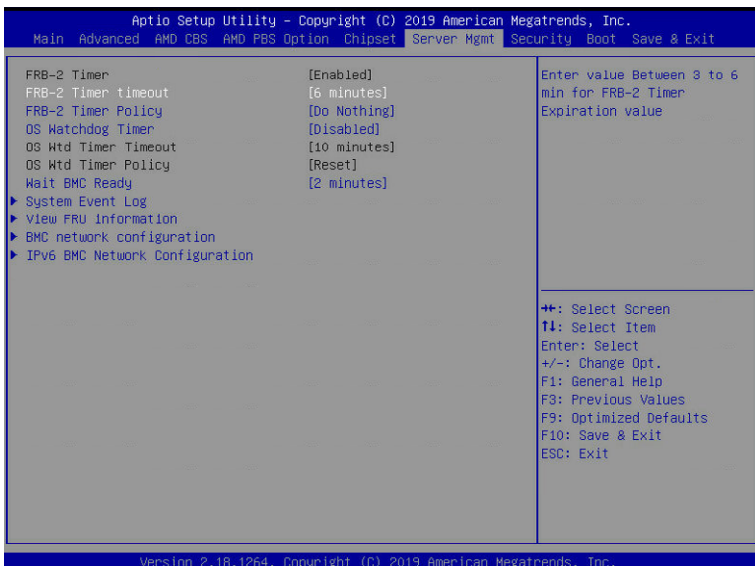 Aptio Setup Utility – Copyright (C) 2019 American Megatrends, Inc.
Main Advanced AMD CBS AMD PBS Option Chipset Server Mgmt Security Boot Save & Exit
FRB-2 Timer [Enabled]
FRB-2 Timer timeout [6 minutes]
FRB-2 Timer Policy [Do Nothing]
OS Watchdog Timer [Disabled]
OS Wtd Timer Timeout [10 minutes]
OS Wtd Timer Policy [Reset]
Wait BMC Ready [2 minutes]
System Event Log
View FRU information
BMC network configuration
IPv6 BMC Network Configuration
Enter value Between 3 to 6
min for FRB-2 Timer
Expiration value
→←: Select Screen
↑↓: Select Item
Enter: Select
+/-: Change Opt.
F1: General Help
F3: Previous Values
F9: Optimized Defaults
F10: Save & Exit
ESC: Exit
Version 2.18.1264. Copyright (C) 2019 American Megatrends, Inc.